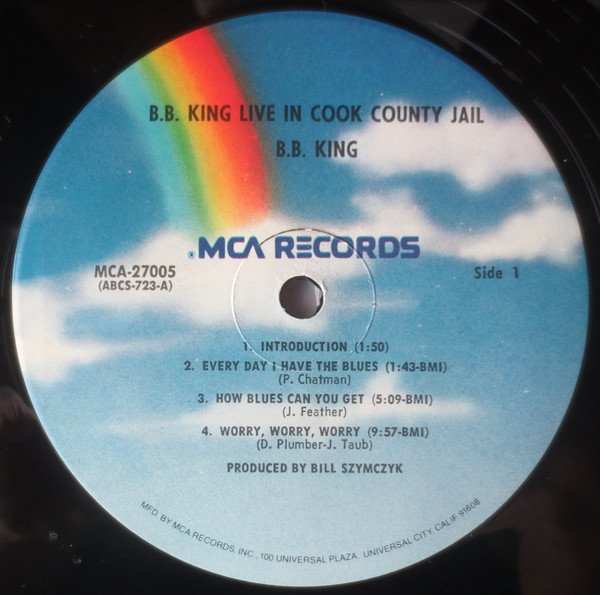 B.B. KING LIVE IN COOK COUNTY JAIL
B.B. KING
® MCA RECORDS
MCA-27005
(ABCS-723-A)
Side 1
1. INTRODUCTION (1:50)
2. EVERY DAY I HAVE THE BLUES (1:43-BMI)
(P. Chatman)
3. HOW BLUES CAN YOU GET (5:09-BMI)
(J. Feather)
4. WORRY, WORRY, WORRY (9:57-BMI)
(D. Plumber-J. Taub)
PRODUCED BY BILL SZYMCZYK
MFD. BY MCA RECORDS, INC., 100 UNIVERSAL PLAZA. UNIVERSAL CITY. CALIF 91608